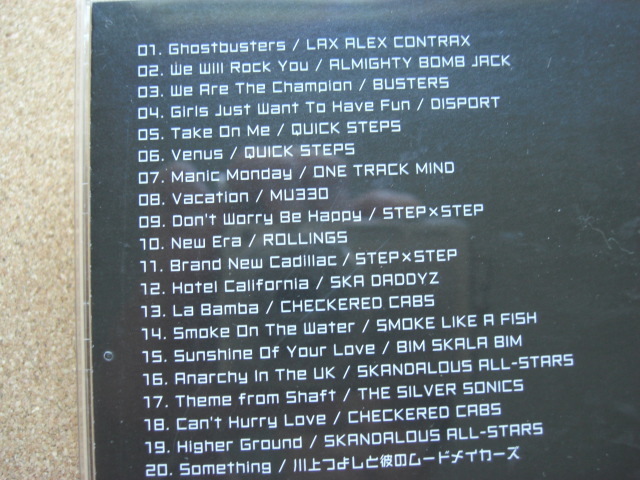 01. Ghostbusters / LAX ALEX CONTRAX
02. We Will Rock You / ALMIGHTY BOMB JACK
03. We Are The Champion / BUSTERS
04. Girls Just Want To Have Fun / DISPORT
05. Take On Me / QUICK STEPS
06. Venus / QUICK STEPS
07. Manic Monday / ONE TRACK MIND
08. Vacation / MU330
09. Don't Worry Be Happy / STEP×STEP
10. New Era / ROLLINGS
11. Brand New Cadillac / STEP×STEP
12. Hotel California / SKA DADDYZ
13. La Bamba / CHECKERED CABS
14. Smoke On The Water / SMOKE LIKE A FISH
15. Sunshine Of Your Love / BIM SKALA BIM
16. Anarchy In The UK / SKANDALOUS ALL-STARS
17. Theme from Shaft / THE SILVER SONICS
18. Can't Hurry Love / CHECKERED CABS
19. Higher Ground / SKANDALOUS ALL-STARS
20. Something / 川上つよしと彼のムードメイカーズ